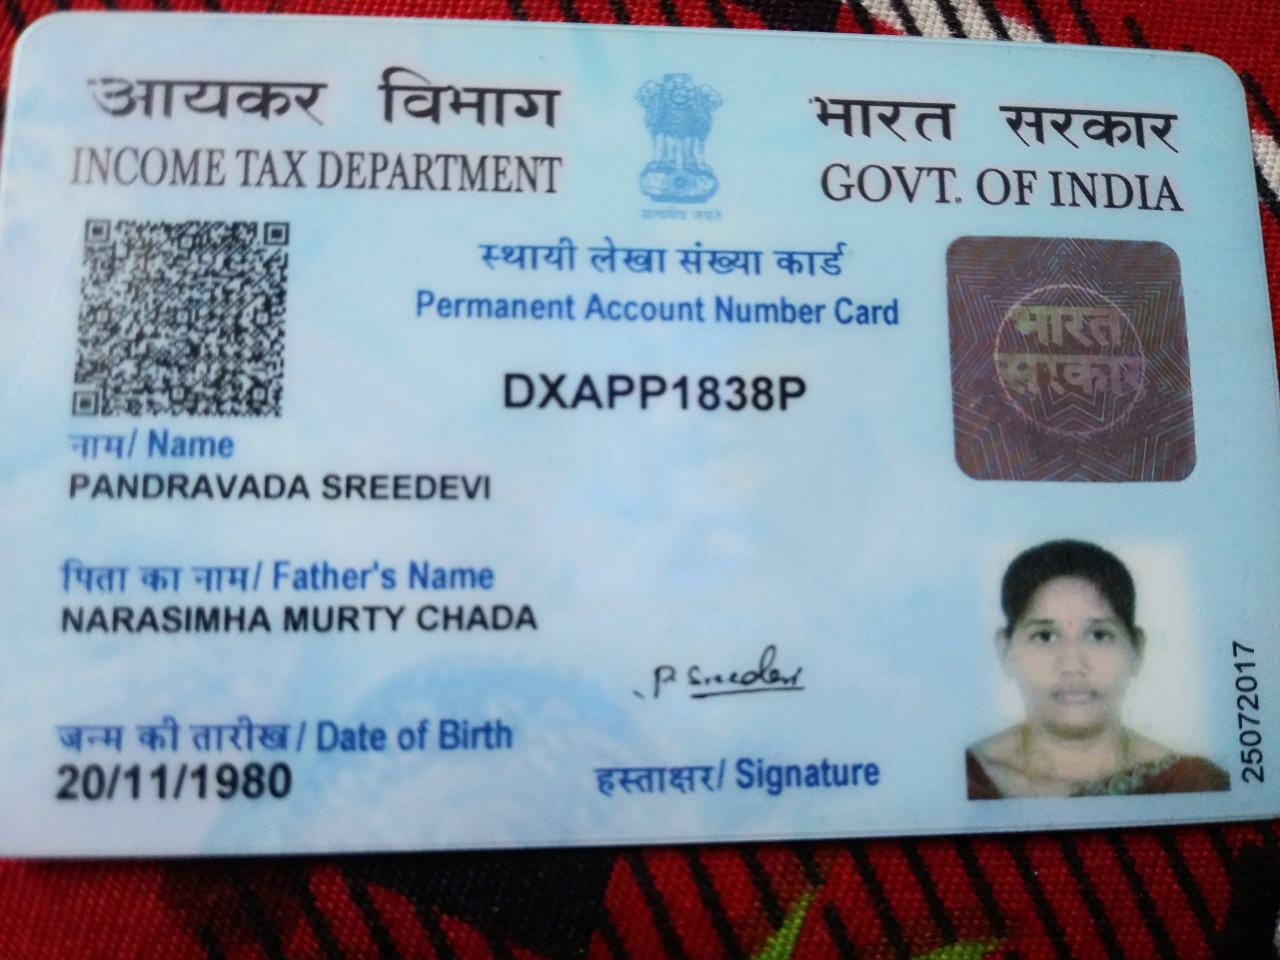 आयकर विभाग
INCOME TAX DEPARTMENT
सत्यमेव जयते
भारत सरकार
GOVT. OF INDIA
स्थायी लेखा संख्या कार्ड
Permanent Account Number Card
DXAPP1838P
भारत
सरकार
नाम/ Name
PANDRAVADA SREEDEVI
पिता का नाम/ Father's Name
NARASIMHA MURTY CHADA
जन्म की तारीख/ Date of Birth
20/11/1980
P Sreedevi
हस्ताक्षर/ Signature
25072017